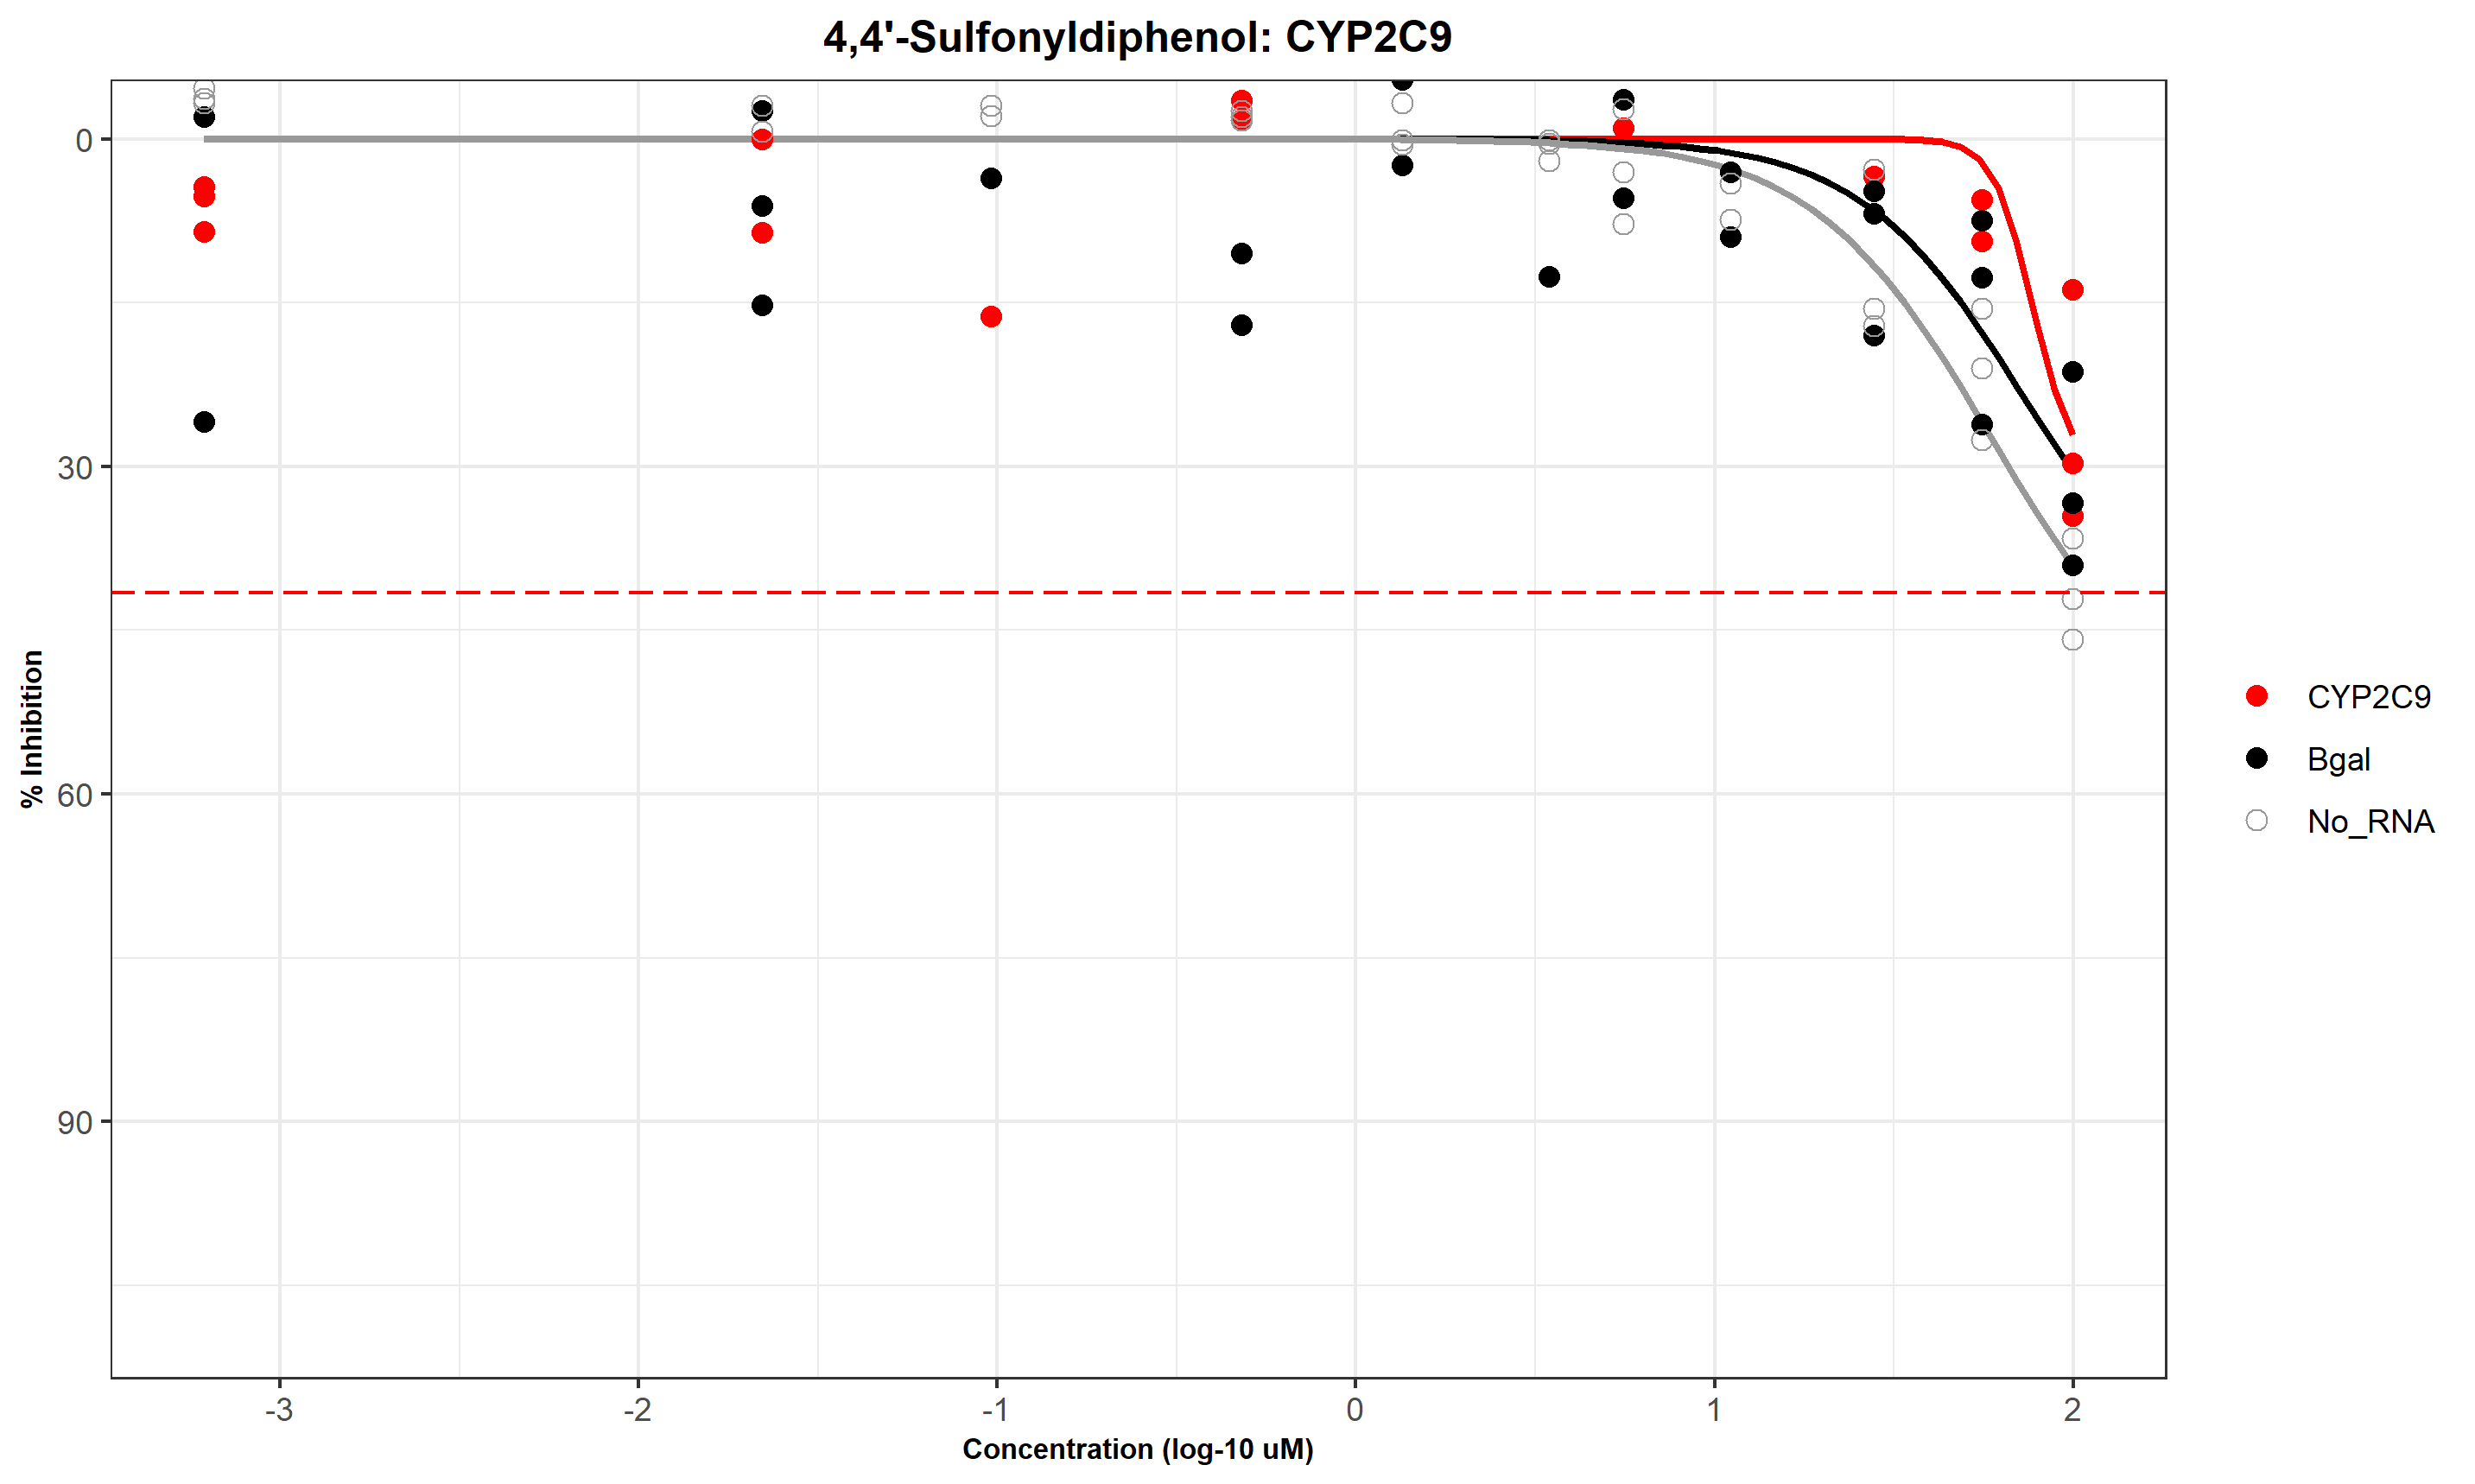 4,4'-Sulfonyldiphenol: CYP2C9
% Inhibition
0
30
60
90
-3
-2
-1
0
1
2
Concentration (log-10 uM)
CYP2C9
Bgal
No_RNA